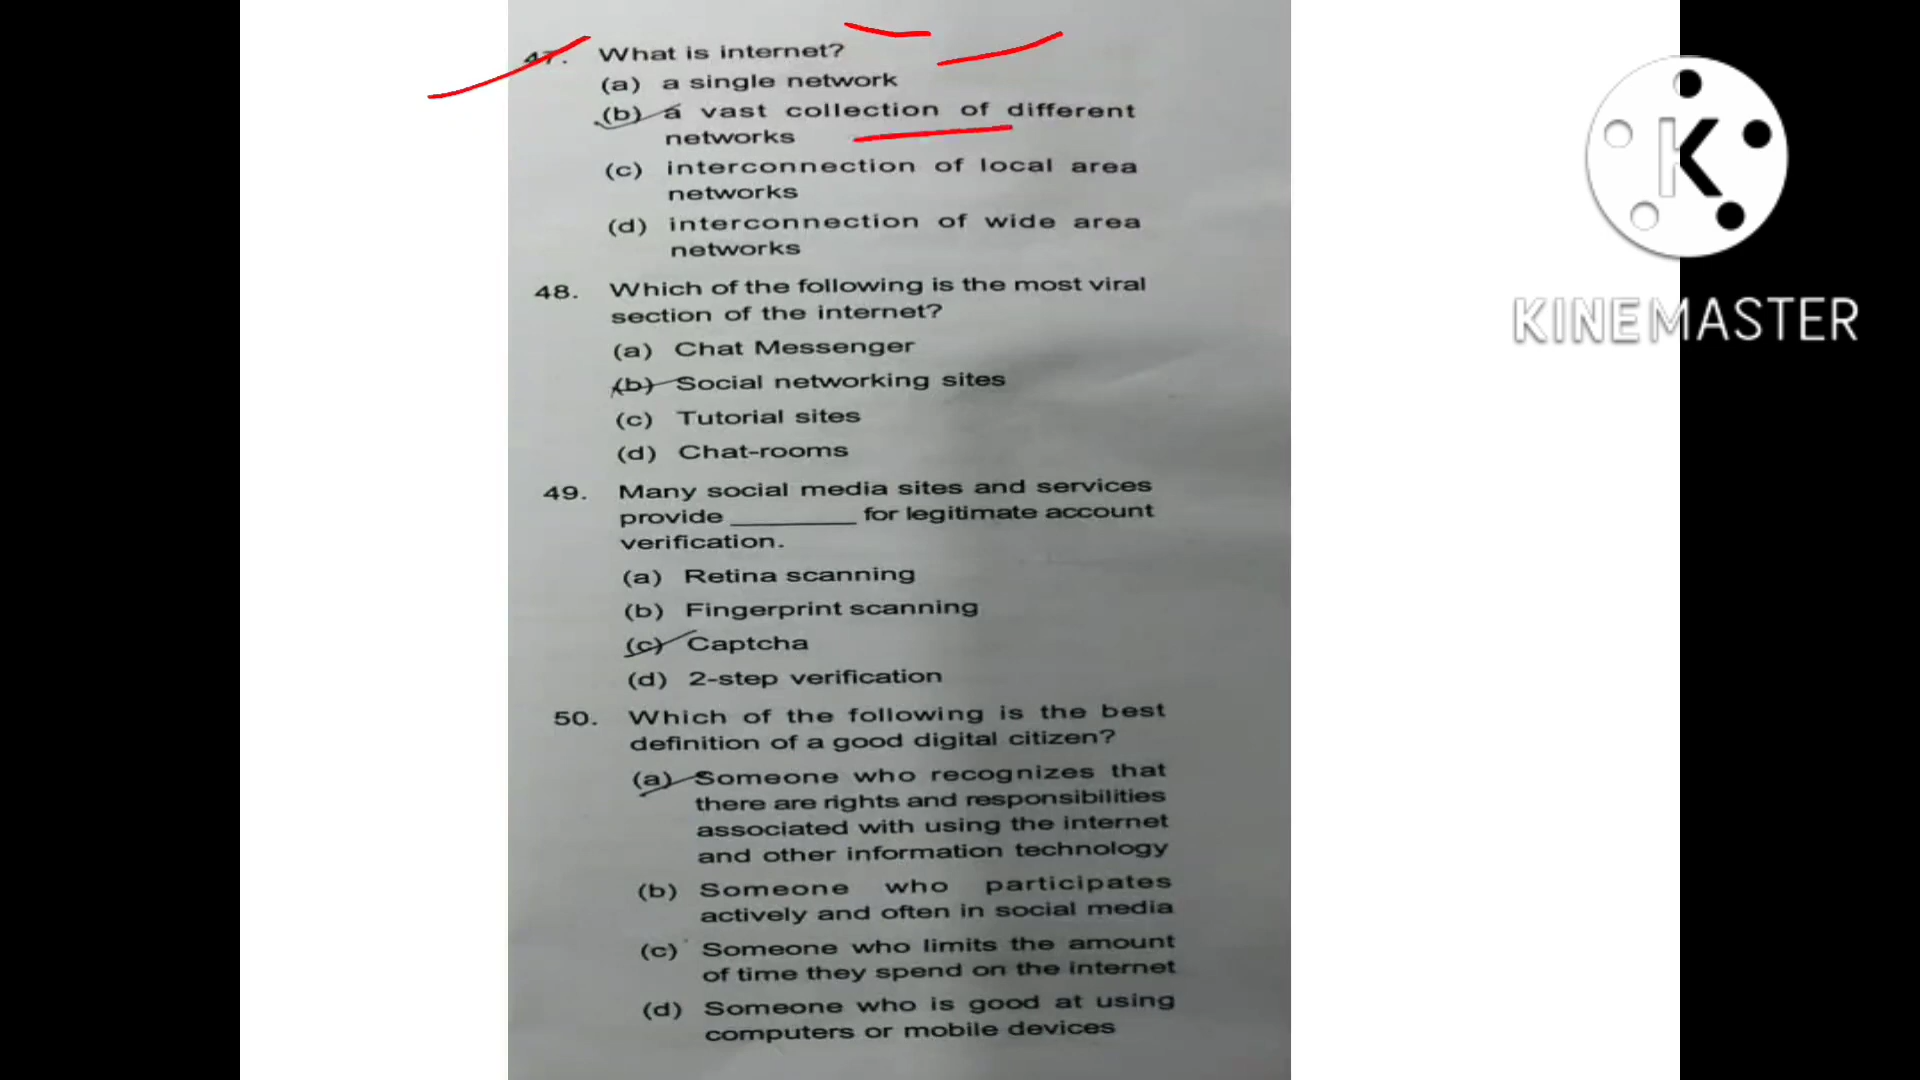 47. What is internet?
(a) a single network
(b) a vast collection of different
networks
(c) interconnection of local area
networks
(d) interconnection of wide area
networks
48. Which of the following is the most viral
section of the internet?
(a) Chat Messenger
(b) Social networking sites
(c) Tutorial sites
(d) Chat-rooms
49. Many social media sites and services
provide ________ for legitimate account
verification.
(a) Retina scanning
(b) Fingerprint scanning
(c) Captcha
(d) 2-step verification
50. Which of the following is the best
definition of a good digital citizen?
(a) Someone who recognizes that
there are rights and responsibilities
associated with using the internet
and other information technology
(b) Someone who participates
actively and often in social media
(c) Someone who limits the amount
of time they spend on the internet
(d) Someone who is good at using
computers or mobile devices
K
KINEMASTER